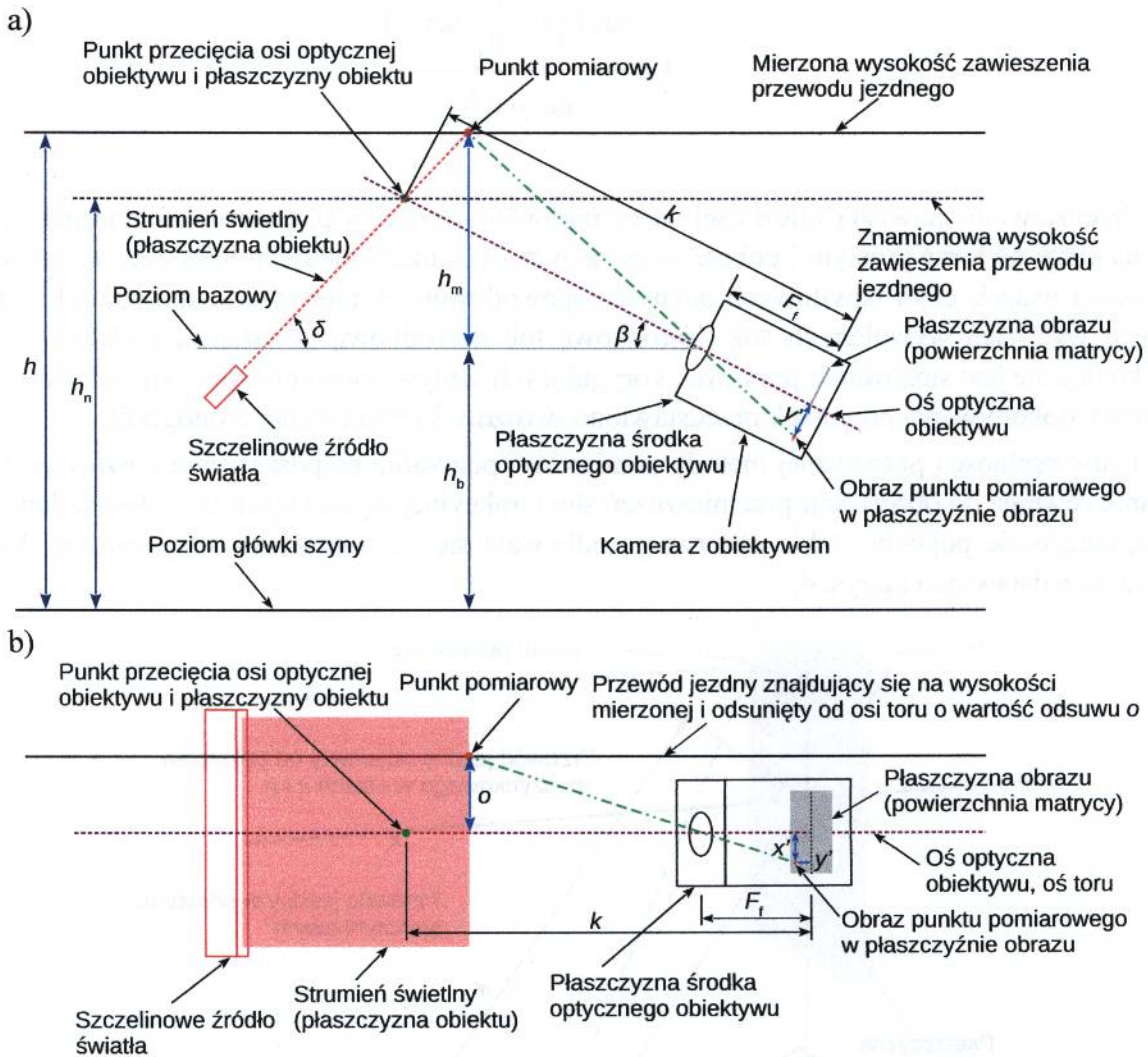 a)
Punkt przecięcia osi optycznej
obiektywu i płaszczyzny obiektu
Punkt pomiarowy
Mierzona wysokość zawieszenia
przewodu jezdnego
Strumień świetlny
(płaszczyzna obiektu)
k
Znamionowa wysokość
zawieszenia przewodu
jezdnego
Poziom bazowy
h
hn
hm
Ff
δ
β
Płaszczyzna obrazu
(powierzchnia matrycy)
y'
Oś optyczna
obiektywu
Szczelinowe źródło
światła
Płaszczyzna środka
optycznego obiektywu
hb
Obraz punktu pomiarowego
w płaszczyźnie obrazu
Poziom główki szyny
Kamera z obiektywem
b)
Punkt przecięcia osi optycznej
obiektywu i płaszczyzny obiektu
Punkt pomiarowy
Przewód jezdny znajdujący się na wysokości
mierzonej i odsunięty od osi toru o wartość odsuwu o
o
Płaszczyzna obrazu
(powierzchnia matrycy)
x'
y'
Oś optyczna
obiektywu, oś toru
k
Ff
Obraz punktu pomiarowego
w płaszczyźnie obrazu
Szczelinowe źródło
światła
Strumień świetlny
(płaszczyzna obiektu)
Płaszczyzna środka
optycznego obiektywu